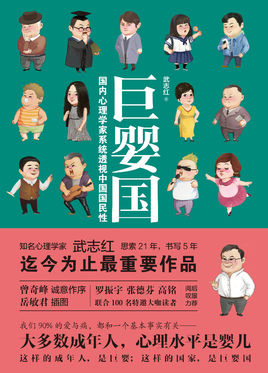 武志红 著
巨婴国
国内心理学家系统透视中国国民性
知名心理学家 武志红 思索21年，书写5年
迄今为止最重要作品
曾奇峰 诚意作序
岳敏君 插图
罗振宇 张德芬 高铭
联合100名特邀大咖读者
阅后叹服力荐
我们90%的爱与痛，都和一个基本事实有关——
大多数成年人，心理水平是婴儿
这样的成年人，是巨婴；这样的国家，是巨婴国